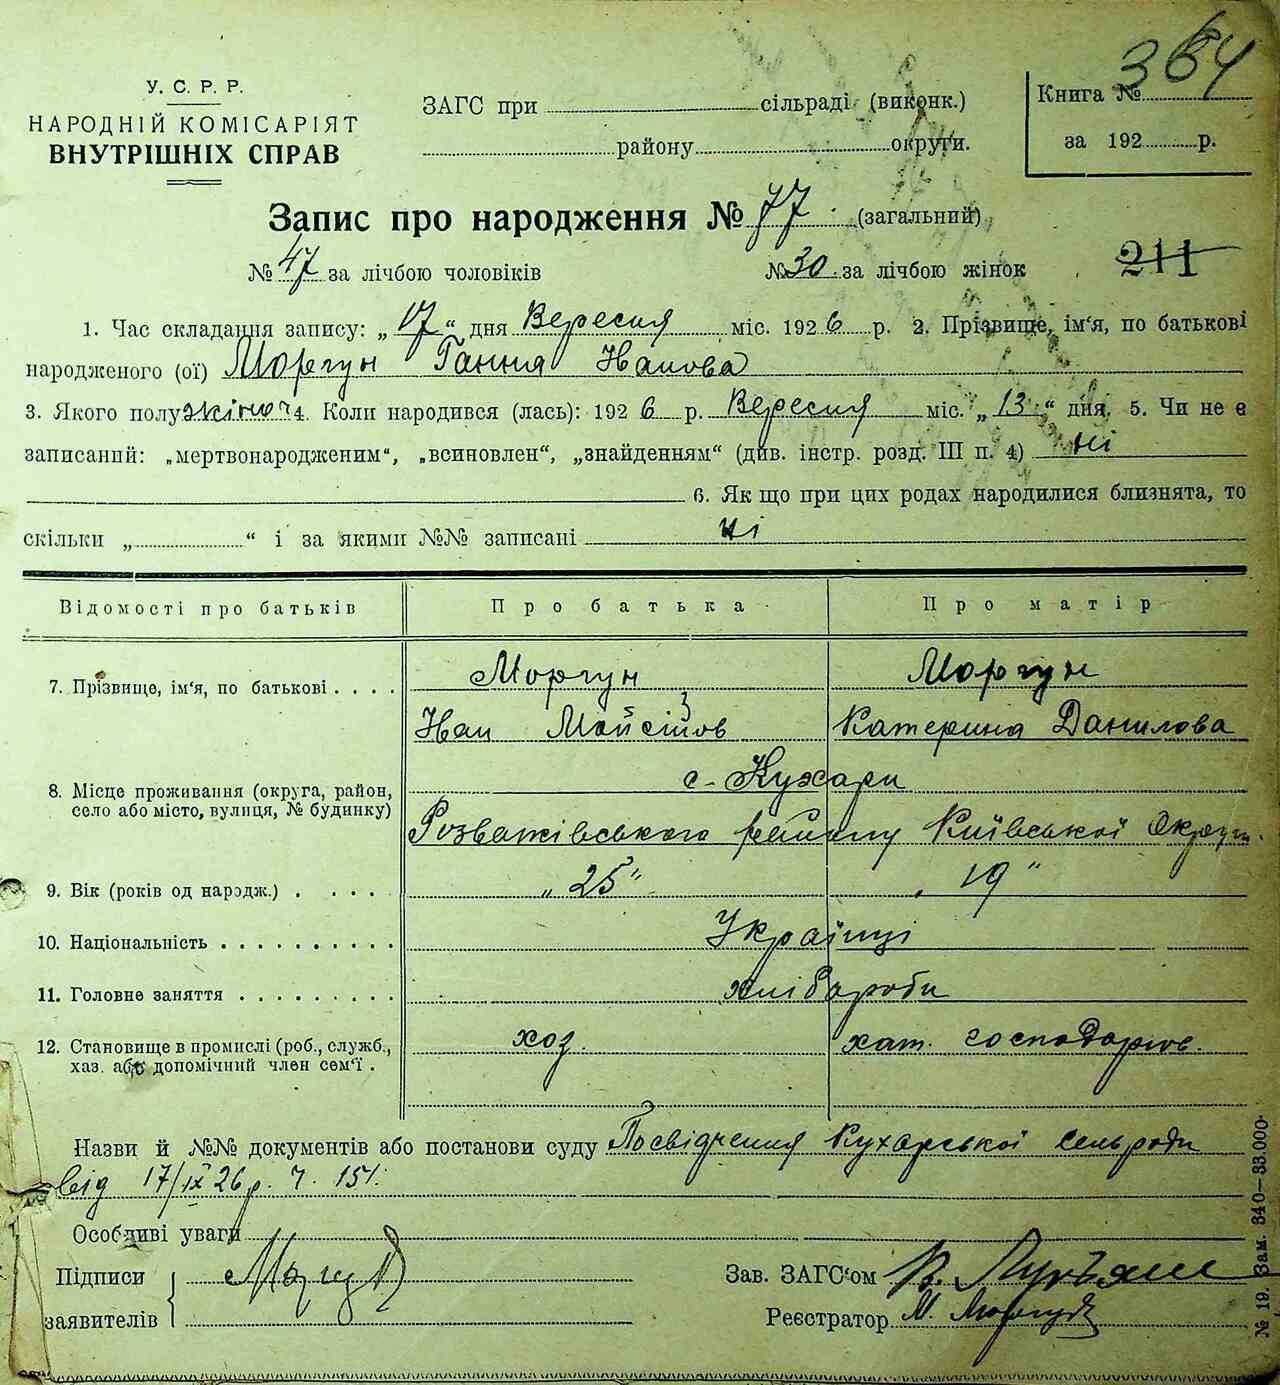 364
У. С. Р. Р.
НАРОДНІЙ КОМІСАРІЯТ
ВНУТРІШНІХ СПРАВ
ЗАГС при сільраді (виконк.)
району округи.
Книга №
за 192 р.
Запис про народження № 77 (загальний)
№ 47 за лічбою чоловіків № 30 за лічбою жінок
211
1. Час складання запису: „17“ дня Вересня міс. 1926 р. 2. Прізвище, ім'я, по батькові
народженого (ої) Моргун Ганна Иванова
3. Якого полу жіноч 4. Коли народився (лась): 1926 р. Вересня міс. „13“ дня. 5. Чи не є
записаний: „мертвонародженим“, „всиновлен“, „знайденням“ (див. інстр. розд. III п. 4) ні
6. Як що при цих родах народилися близнята, то
скільки „ “ і за якими №№ записані ні
Відомості про батьків Про батька Про матір
7. Прізвище, ім'я, по батькові . . . . Моргун Моргун
Иван Катерина Данилова
8. Місце проживання (округа, район, с. Кухари
село або місто, вулиця, № будинку) Розважівського району Київської Округи
9. Вік (років од народж.) . . . . „25“ „19“
10. Національність . . . . . . . . . . Українці
11. Головне заняття . . . . . . . . . хлібороби
12. Становище в промислі (роб., служб., хоз. хат. господарює.
хаз. або допомічний член сем'ї .
Назви й №№ документів або постанови суду Посвідчення Кухарської сельради
від 17/IX 26 р. ч. 151.
Особливі уваги
Підписи
заявителів
Зав. ЗАГС'ом В.
Реєстратор М. Моргун
№ 19. Зам. 340—33.000